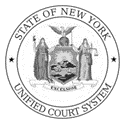 STATE OF NEW YORK
EXCELSIOR
UNIFIED COURT SYSTEM